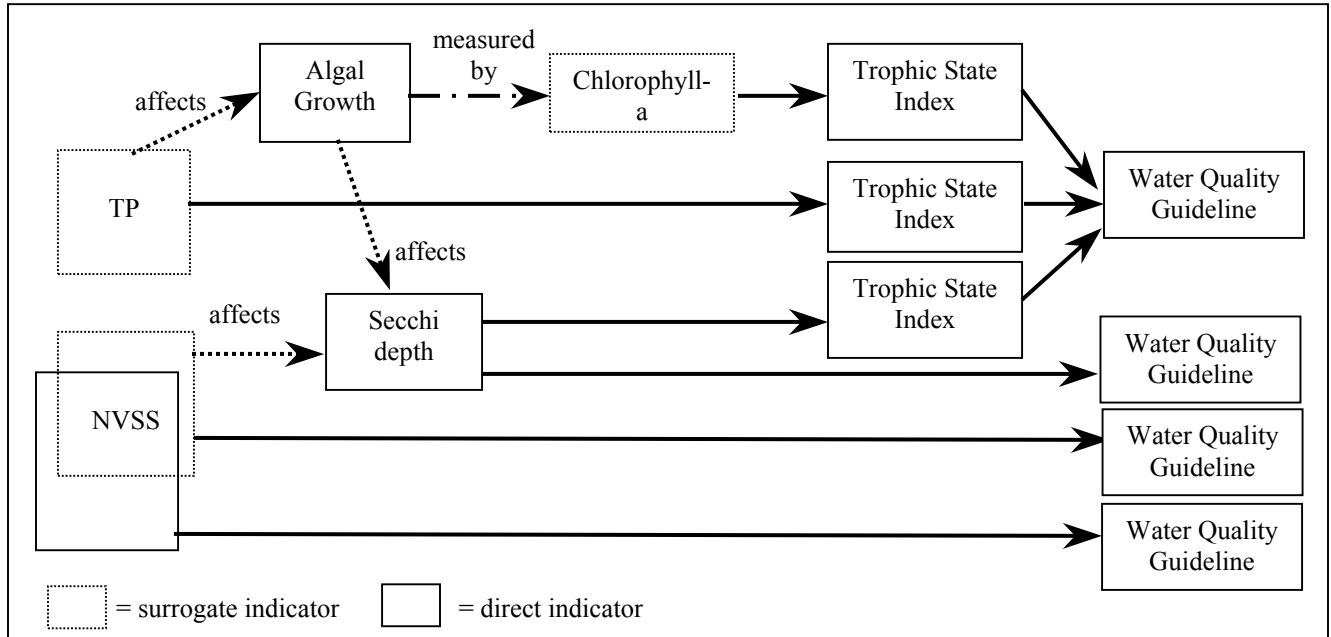 measured
by
affects
Algal
Growth
Chlorophyll-
a
Trophic State
Index
TP
Trophic State
Index
Water Quality
Guideline
affects
Trophic State
Index
affects
Secchi
depth
Water Quality
Guideline
NVSS
Water Quality
Guideline
Water Quality
Guideline
= surrogate indicator
= direct indicator